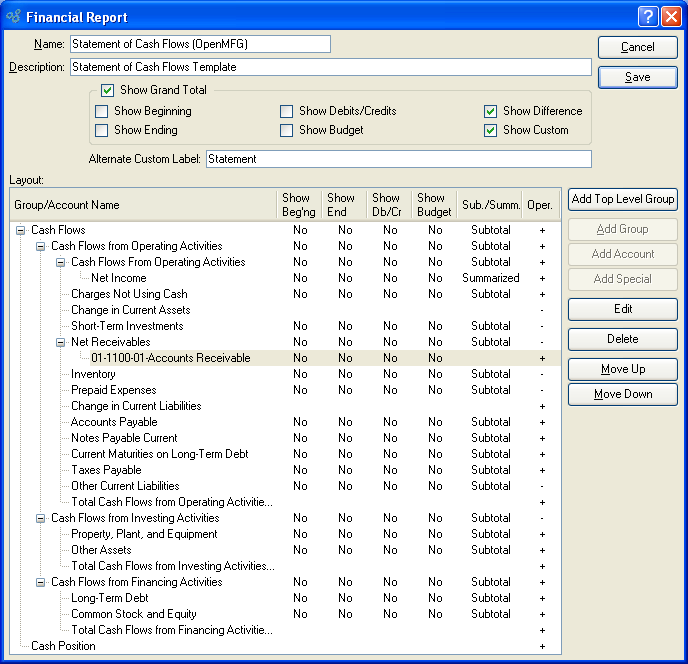 Financial Report
Name: Statement of Cash Flows (OpenMFG)
Cancel
Description: Statement of Cash Flows Template
Save
Show Grand Total
Show Beginning Show Debits/Credits Show Difference
Show Ending Show Budget Show Custom
Alternate Custom Label: Statement
Layout:
Group/Account Name Show Beg'ng Show End Show Db/Cr Show Budget Sub./Summ. Oper.
Add Top Level Group
Add Group
Add Account
Add Special
Edit
Delete
Move Up
Move Down
Cash Flows No No No No Subtotal +
Cash Flows from Operating Activities No No No No Subtotal +
Cash Flows From Operating Activities No No No No Subtotal +
Net Income No No No No Summarized +
Charges Not Using Cash No No No No Subtotal +
Change in Current Assets -
Short-Term Investments No No No No Subtotal -
Net Receivables No No No No Subtotal -
01-1100-01-Accounts Receivable No No No No +
Inventory No No No No Subtotal -
Prepaid Expenses No No No No Subtotal -
Change in Current Liabilities +
Accounts Payable No No No No Subtotal +
Notes Payable Current No No No No Subtotal +
Current Maturities on Long-Term Debt No No No No Subtotal +
Taxes Payable No No No No Subtotal +
Other Current Liabilities No No No No Subtotal -
Total Cash Flows from Operating Activitie... +
Cash Flows from Investing Activities No No No No Subtotal -
Property, Plant, and Equipment No No No No Subtotal +
Other Assets No No No No Subtotal +
Total Cash Flows from Investing Activities... +
Cash Flows from Financing Activities No No No No Subtotal +
Long-Term Debt No No No No Subtotal +
Common Stock and Equity No No No No Subtotal +
Total Cash Flows from Financing Activitie... +
Cash Position +